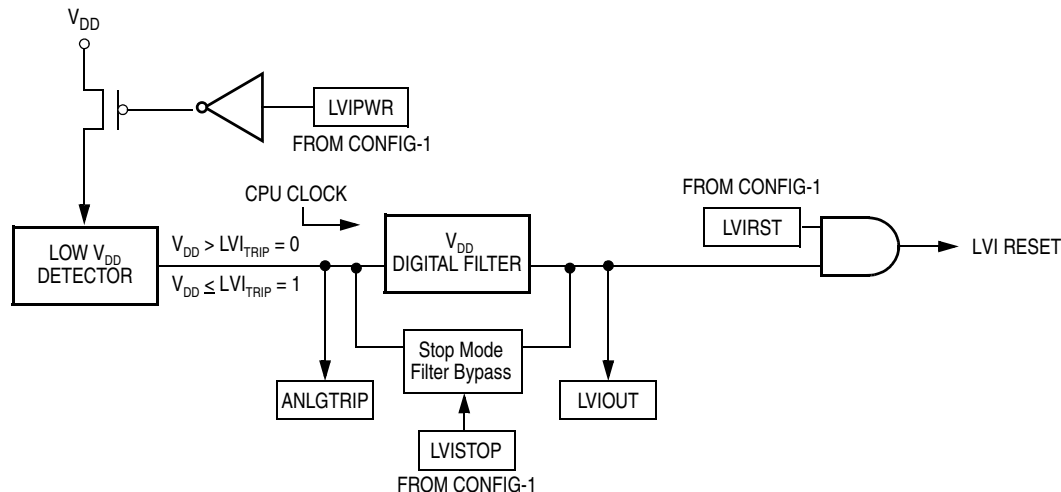 VDD
LVIPWR
FROM CONFIG-1
CPU CLOCK
FROM CONFIG-1
LVIRST
LOW VDD
DETECTOR
VDD > LVITRIP = 0
VDD ≤ LVITRIP = 1
VDD
DIGITAL FILTER
LVI RESET
Stop Mode
Filter Bypass
ANLGTRIP
LVIOUT
LVISTOP
FROM CONFIG-1